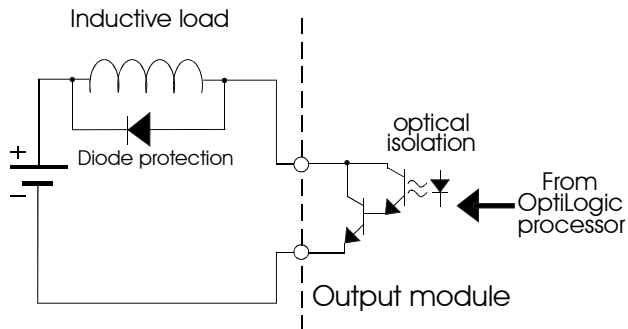 Inductive load
Diode protection
+
−
optical
isolation
From
OptiLogic
processor
Output module